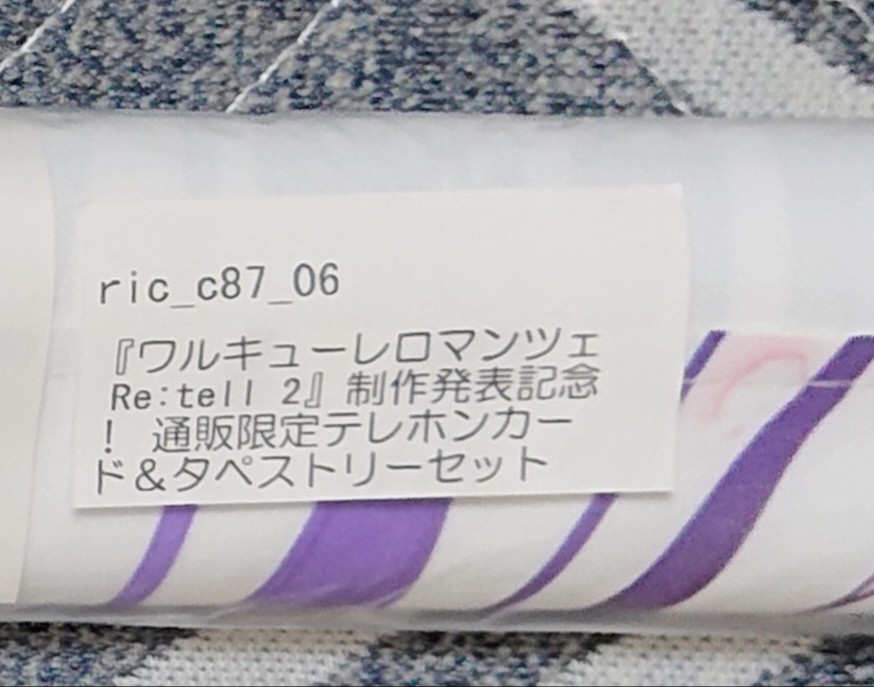 ric_c87_06
『ワルキューレロマンツェ
Re:tell 2』制作発表記念
! 通販限定テレホンカー
ド&タペストリーセット